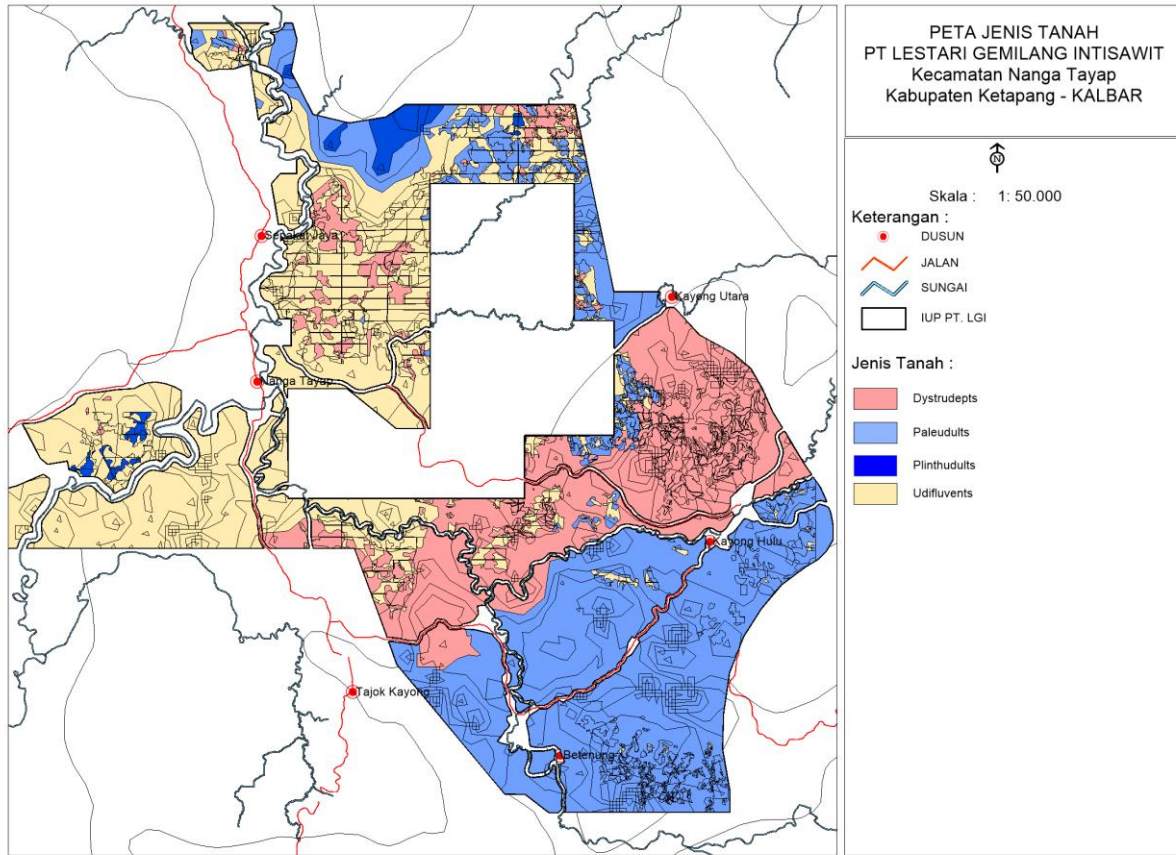 PETA JENIS TANAH
PT LESTARI GEMILANG INTISAWIT
Kecamatan Nanga Tayap
Kabupaten Ketapang - KALBAR
N
Skala : 1: 50.000
Keterangan :
DUSUN
JALAN
SUNGAI
IUP PT. LGI
Jenis Tanah :
Dystrudepts
Paleudults
Plinthudults
Udifluvents
Sepakat Jaya
Kayong Utara
Nanga Tayap
Kayong Hulu
Tajok Kayong
Betenung